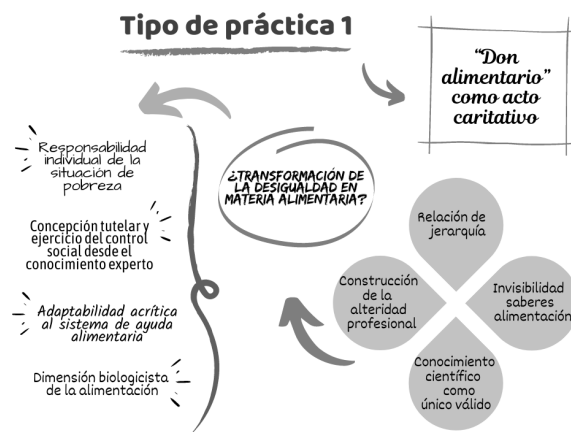 Tipo de práctica 1
“Don
alimentario”
como acto
caritativo
Responsabilidad
individual de la
situación de
pobreza
¿TRANSFORMACIÓN DE
LA DESIGUALDAD EN
MATERIA ALIMENTARIA?
Relación de
jerarquía
Concepción tutelar y
ejercicio del control
social desde el
conocimiento experto
Construcción
de la
alteridad
profesional
Invisibilidad
saberes
alimentación
Adaptabilidad acrítica
al sistema de ayuda
alimentaria
Conocimiento
científico
como
único válido
Dimensión biologicista
de la alimentación